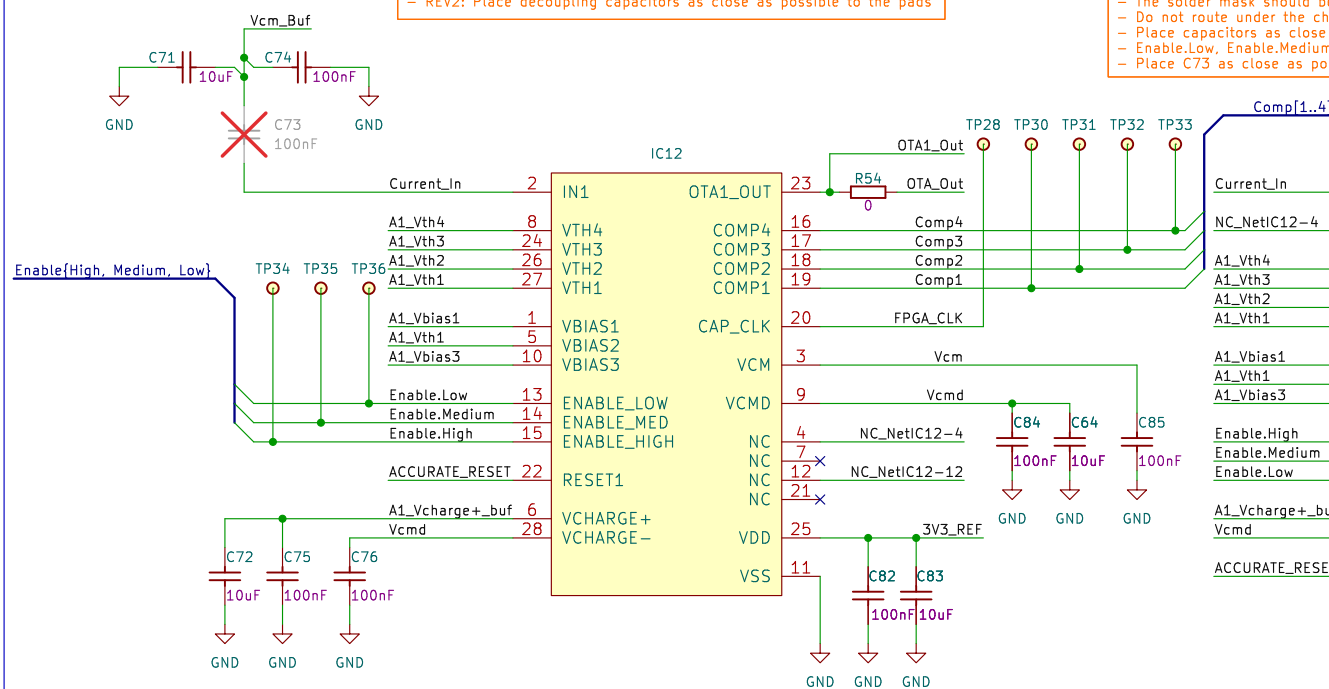 – REV2: Place decoupling capacitors as close as possible to the pads
– The solder mask should b
– Do not route under the ch
– Place capacitors as close
– Enable.Low, Enable.Medium
– Place C73 as close as po
Vcm_Buf
C71
10uF
C74
100nF
GND
GND
C73
100nF
Comp[1..4]
TP28
TP30
TP31
TP32
TP33
IC12
OTA1_Out
Current_In
2
IN1
OTA1_OUT
23
R54
0
OTA_Out
Current_In
A1_Vth4
8
VTH4
COMP4
16
Comp4
NC_NetIC12-4
A1_Vth3
24
VTH3
COMP3
17
Comp3
A1_Vth2
26
VTH2
COMP2
18
Comp2
A1_Vth4
A1_Vth1
27
VTH1
COMP1
19
Comp1
A1_Vth3
A1_Vth2
A1_Vth1
Enable{High, Medium, Low}
TP34
TP35
TP36
A1_Vbias1
1
VBIAS1
CAP_CLK
20
FPGA_CLK
A1_Vth1
5
VBIAS2
A1_Vbias3
10
VBIAS3
VCM
3
Vcm
A1_Vbias1
A1_Vth1
A1_Vbias3
Enable.Low
13
ENABLE_LOW
VCMD
9
Vcmd
Enable.Medium
14
ENABLE_MED
Enable.High
15
ENABLE_HIGH
NC
4
NC_NetIC12-4
NC
7
NC
12
NC_NetIC12-12
NC
21
C84
100nF
C64
10uF
C85
100nF
GND
GND
GND
Enable.High
Enable.Medium
Enable.Low
ACCURATE_RESET
22
RESET1
A1_Vcharge+_buf
6
VCHARGE+
Vcmd
28
VCHARGE–
VDD
25
3V3_REF
VSS
11
A1_Vcharge+_bu
Vcmd
ACCURATE_RESE
C72
10uF
C75
100nF
C76
100nF
C82
100nF
C83
10uF
GND
GND
GND
GND
GND
GND